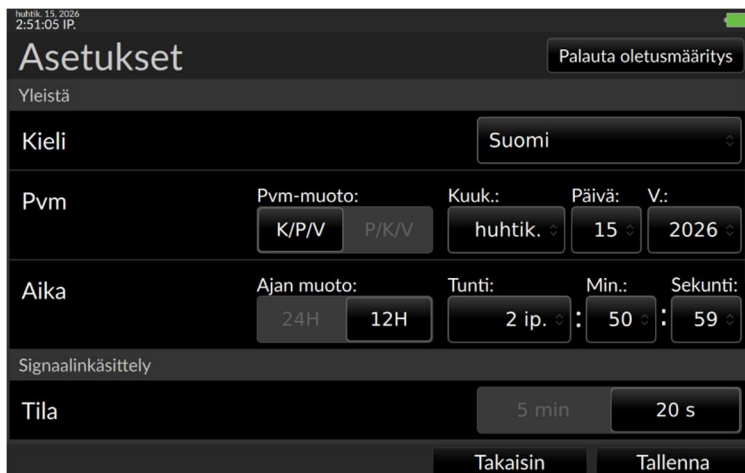 huhtik. 15, 2026
2:51:05 IP.
Asetukset
Palauta oletusmääritys
Yleistä
Kieli
Suomi
Pvm
Pvm-muoto:
K/P/V
P/K/V
Kuuk.:
huhtik.
Päivä:
15
V.:
2026
Aika
Ajan muoto:
24H
12H
Tunti:
2 ip.
:
Min.:
50
:
Sekunti:
59
Signaalinkäsittely
Tila
5 min
20 s
Takaisin
Tallenna